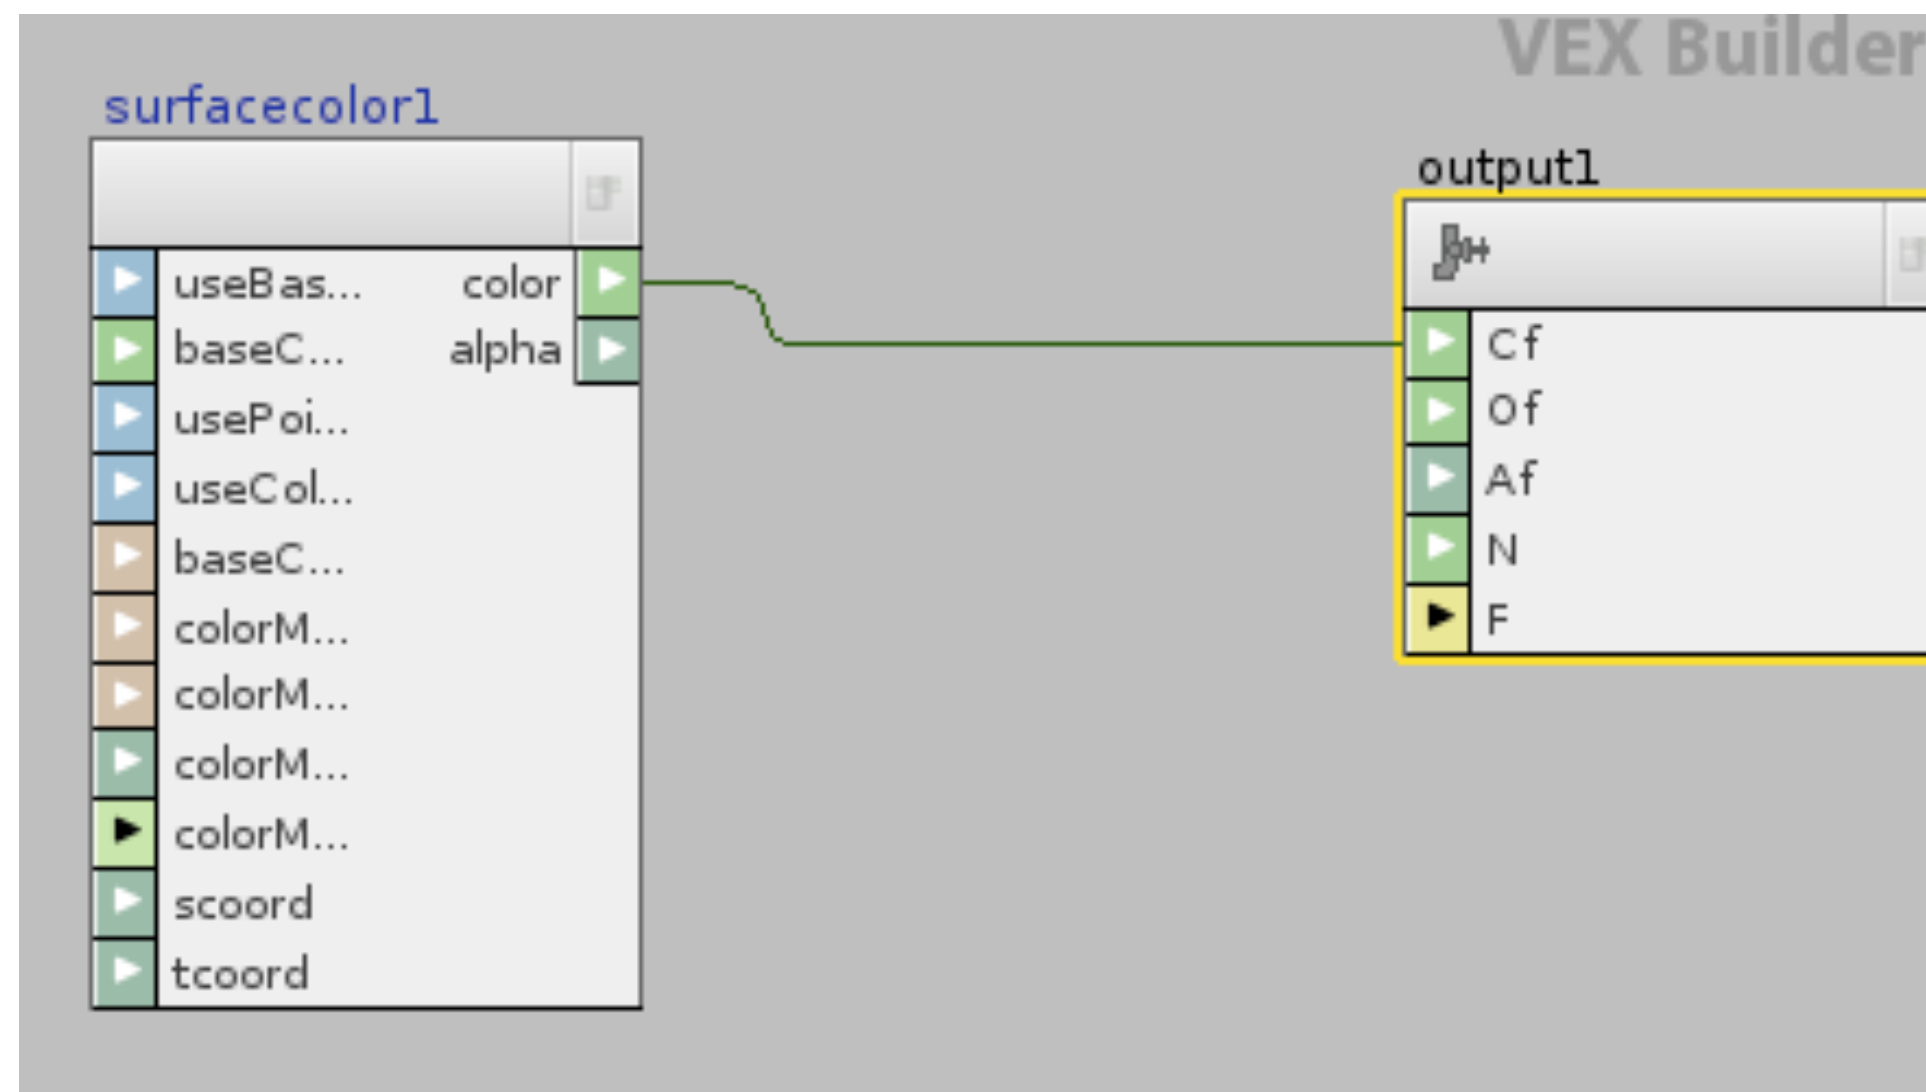 VEX Builder
surfacecolor1
useBas... color
baseC... alpha
usePoi...
useCol...
baseC...
colorM...
colorM...
colorM...
colorM...
scoord
tcoord
output1
Cf
Of
Af
N
F